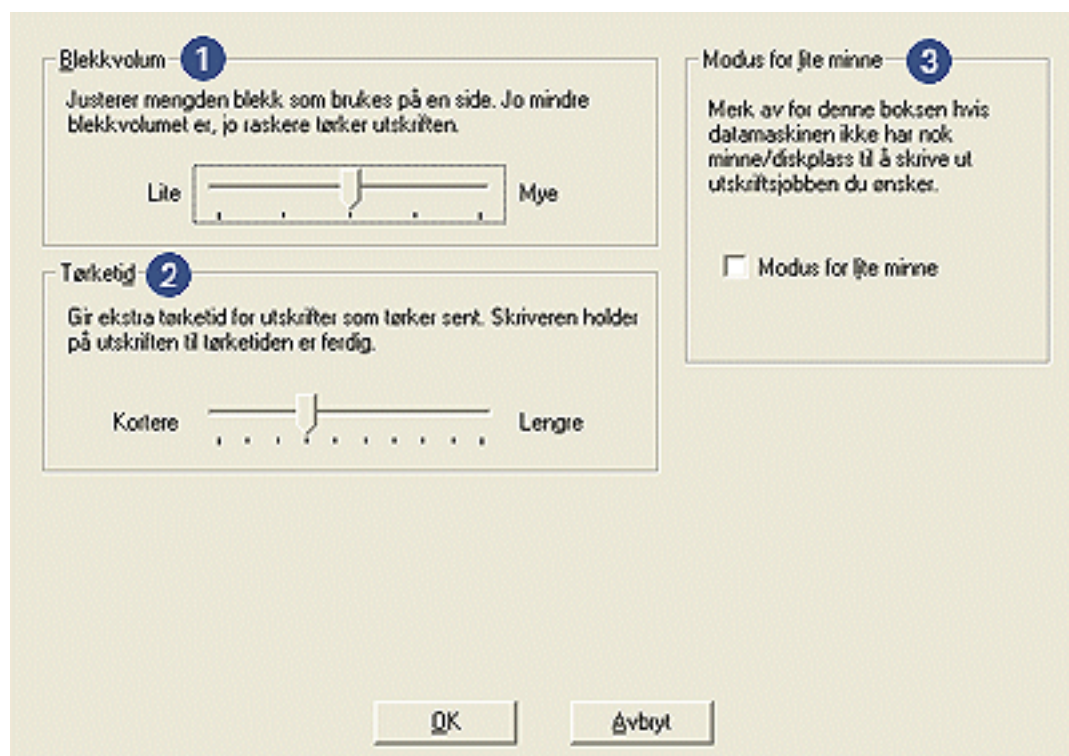 Blekkvolum 1
Justerer mengden blekk som brukes på en side. Jo mindre
blekkvolumet er, jo raskere tørker utskriften.
Lite Mye
Tørketid 2
Gir ekstra tørketid for utskrifter som tørker sent. Skriveren holder
på utskriften til tørketiden er ferdig.
Kortere Lengre
Modus for lite minne 3
Merk av for denne boksen hvis
datamaskinen ikke har nok
minne/diskplass til å skrive ut
utskriftsjobben du ønsker.
Modus for lite minne
OK Avbryt